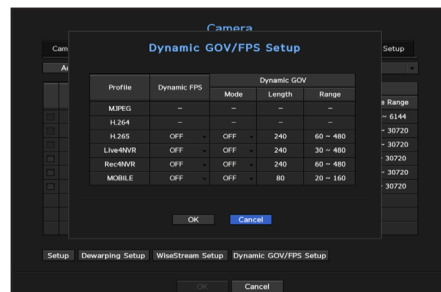 Camera
Cam
Setup
Dynamic GOV/FPS Setup
Profile Dynamic FPS Dynamic GOV
Mode Length Range
MJPEG – – – –
H.264 – – – –
H.265 OFF OFF 240 60 ~ 480
Live4NVR OFF OFF 240 30 ~ 480
Rec4NVR OFF OFF 240 60 ~ 480
MOBILE OFF OFF 80 20 ~ 160
OK Cancel
Range
~ 6144
~ 30720
~ 30720
~ 30720
~ 30720
~ 30720
Setup Dewarping Setup WiseStream Setup Dynamic GOV/FPS Setup
OK Cancel